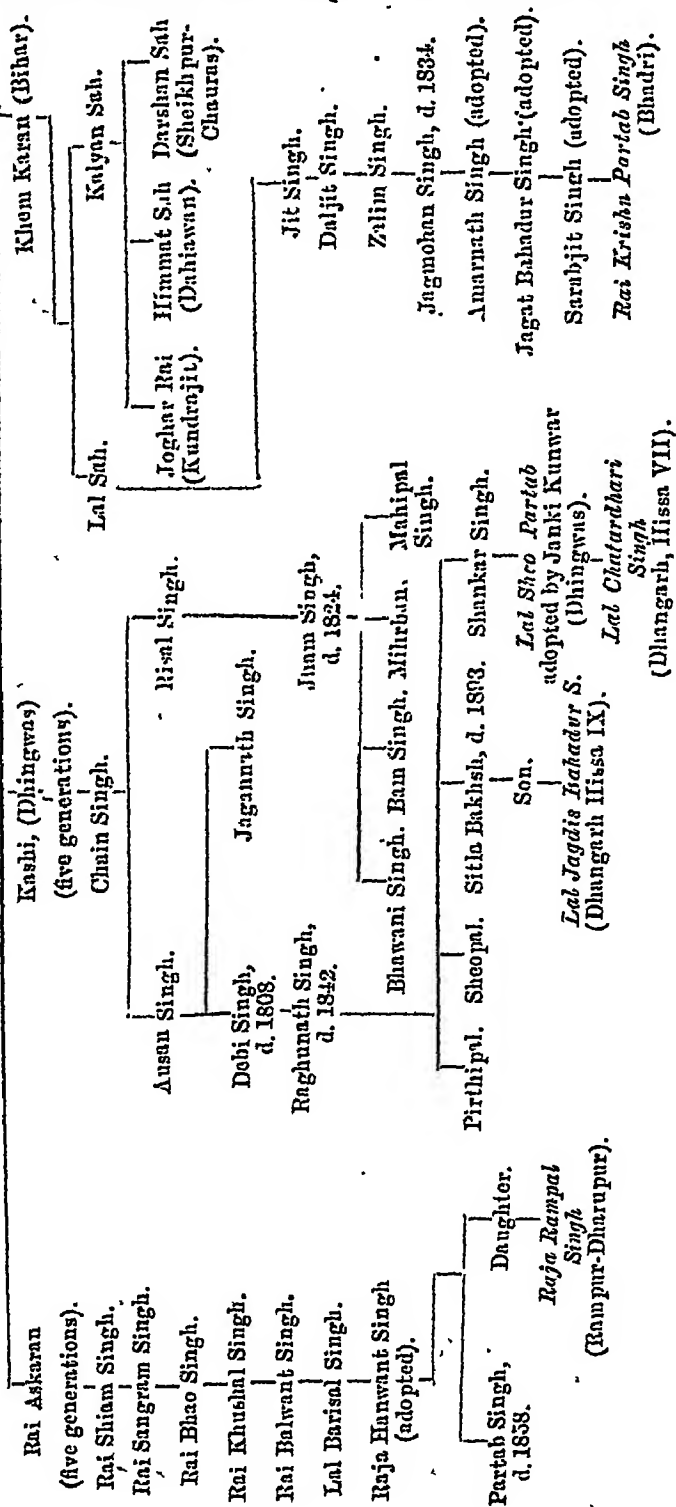 Rai Askaran
(five generations).
Rai Shiam Singh.
Rai Sangram Singh.
Rai Bhao Singh.
Rai Khushal Singh.
Rai Balwant Singh.
Lal Barisal Singh.
Raja Hanwant Singh
(adopted).
Partab Singh,
d. 1858.
Daughter.
Raja Rampal
Singh
(Rampur-Dharupur).
Kashi, (Dhingwas)
(five generations).
Chain Singh.
Ausan Singh.
Risal Singh.
Debi Singh,
d. 1808.
Jagannath Singh.
Raghunath Singh,
d. 1842.
Jham Singh,
d. 1824.
Bhawani Singh. Bam Singh. Mihrban. Mahipal
Singh.
Pirthipal. Sheopal. Sitla Bakhsh, d. 1893. Shankar Singh.
Son.
Lal Jagdis Bahadur S.
(Dhangarh Hissa IX).
Lal Sheo Partab
adopted by Janki Kunwar
(Dhingwas).
Lal Chatardhari
Singh
(Dhangarh, Hissa VII).
Khem Karan (Bihar).
Lal Sah.
Kalyan Sah.
Joghar Rai
(Kundrajit).
Himmat Sah
(Dahiawan).
Darshan Sah
(Sheikhpur-
Chauras).
Jit Singh.
Daljit Singh.
Zalim Singh.
Jagmohan Singh, d. 1834.
Amarnath Singh (adopted).
Jagat Bahadur Singh (adopted).
Sarabjit Singh (adopted).
Rai Krishn Partab Singh
(Bhadri).